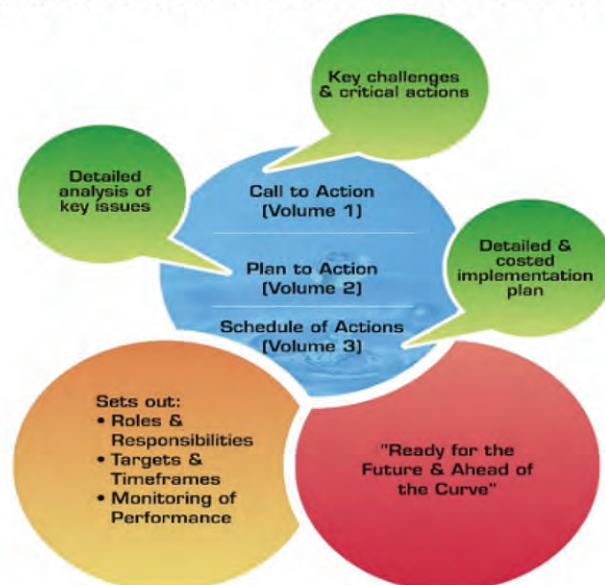 Key challenges
& critical actions
Detailed
analysis of
key issues
Call to Action
(Volume 1)
Plan to Action
(Volume 2)
Schedule of Actions
(Volume 3)
Detailed &
costed
implementation
plan
Sets out:
• Roles &
Responsibilities
• Targets &
Timeframes
• Monitoring of
Performance
"Ready for the
Future & Ahead of
the Curve"